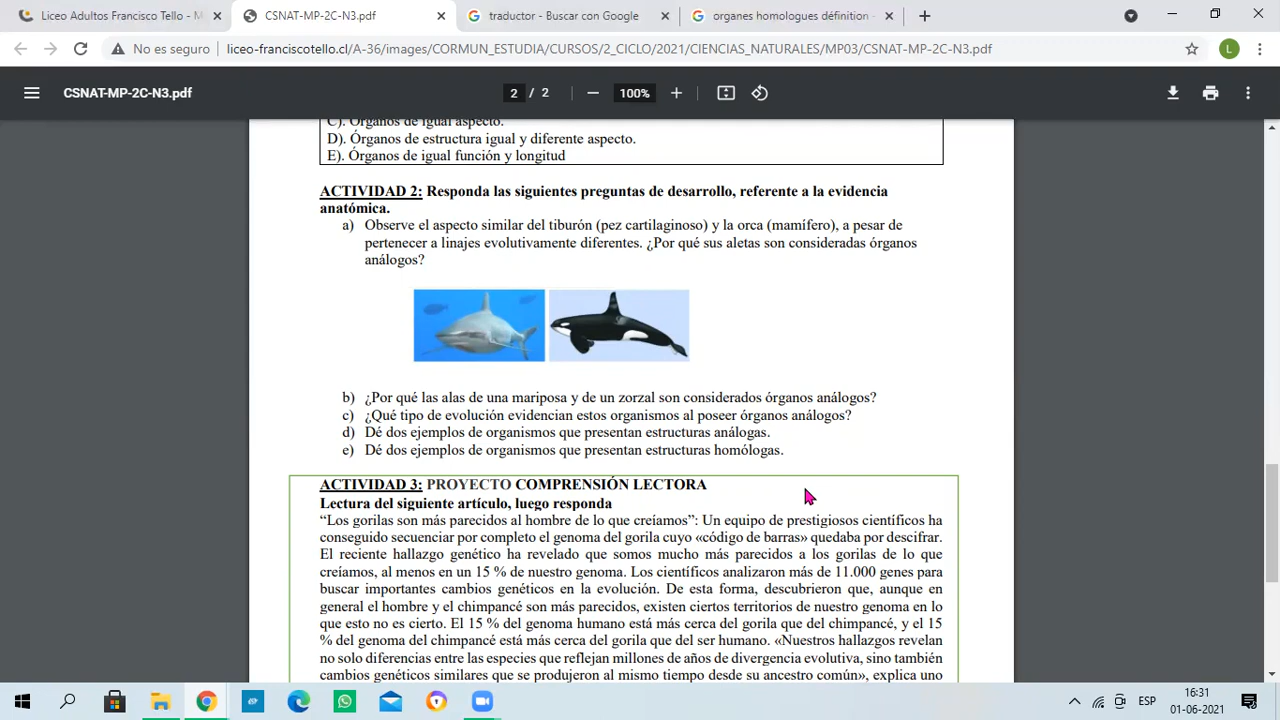 Liceo Adultos Francisco Tello - M
CSNAT-MP-2C-N3.pdf
traductor - Buscar con Google
organes homologues définition -
No es seguro
liceo-franciscotello.cl/A-36/images/CORMUN_ESTUDIA/CURSOS/2_CICLO/2021/CIENCIAS_NATURALES/MP03/CSNAT-MP-2C-N3.pdf
L
CSNAT-MP-2C-N3.pdf
2 / 2
100%
C). Órganos de igual aspecto.
D). Órganos de estructura igual y diferente aspecto.
E). Órganos de igual función y longitud
ACTIVIDAD 2: Responda las siguientes preguntas de desarrollo, referente a la evidencia
anatómica.
a) Observe el aspecto similar del tiburón (pez cartilaginoso) y la orca (mamífero), a pesar de
pertenecer a linajes evolutivamente diferentes. ¿Por qué sus aletas son consideradas órganos
análogos?
b) ¿Por qué las alas de una mariposa y de un zorzal son considerados órganos análogos?
c) ¿Qué tipo de evolución evidencian estos organismos al poseer órganos análogos?
d) Dé dos ejemplos de organismos que presentan estructuras análogas.
e) Dé dos ejemplos de organismos que presentan estructuras homólogas.
ACTIVIDAD 3: PROYECTO COMPRENSIÓN LECTORA
Lectura del siguiente artículo, luego responda
“Los gorilas son más parecidos al hombre de lo que creíamos”: Un equipo de prestigiosos científicos ha
conseguido secuenciar por completo el genoma del gorila cuyo «código de barras» quedaba por descifrar.
El reciente hallazgo genético ha revelado que somos mucho más parecidos a los gorilas de lo que
creíamos, al menos en un 15 % de nuestro genoma. Los científicos analizaron más de 11.000 genes para
buscar importantes cambios genéticos en la evolución. De esta forma, descubrieron que, aunque en
general el hombre y el chimpancé son más parecidos, existen ciertos territorios de nuestro genoma en lo
que esto no es cierto. El 15 % del genoma humano está más cerca del gorila que del chimpancé, y el 15
% del genoma del chimpancé está más cerca del gorila que del ser humano. «Nuestros hallazgos revelan
no solo diferencias entre las especies que reflejan millones de años de divergencia evolutiva, sino también
cambios genéticos similares que se produjeron al mismo tiempo desde su ancestro común», explica uno
ESP
16:31
01-06-2021